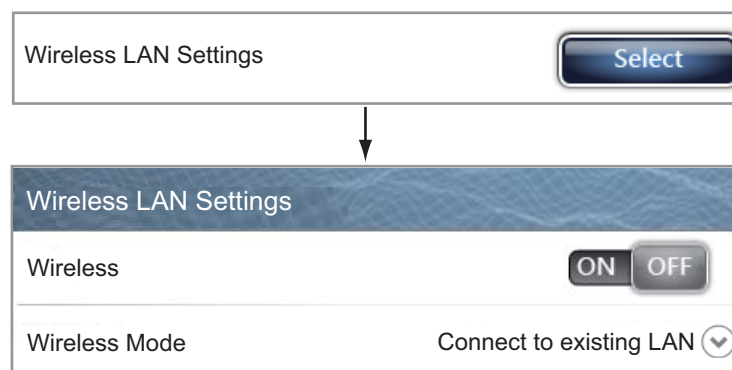 Wireless LAN Settings Select
Wireless LAN Settings
Wireless ON OFF
Wireless Mode Connect to existing LAN